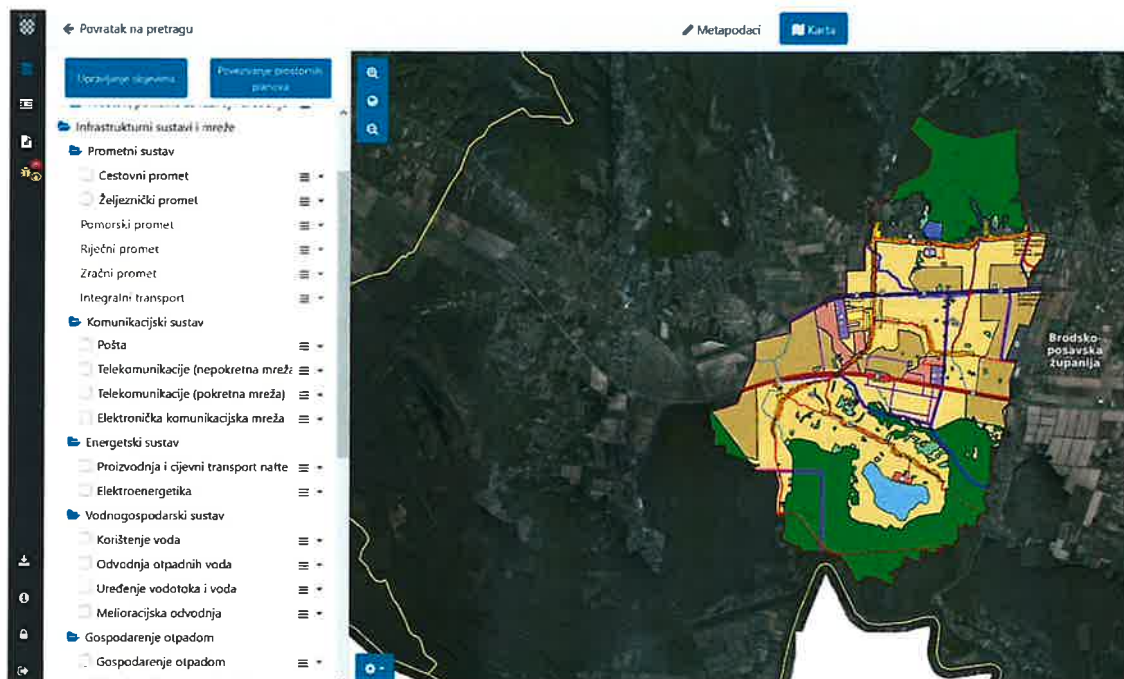 Povratak na pretragu
Metapodaci
Karta
Upravljanje slojevima
Povezivanje prostornih
planova
Infrastrukturni sustavi i mreže
Prometni sustav
Cestovni promet
Željeznički promet
Pomorski promet
Riječni promet
Zračni promet
Integralni transport
Komunikacijski sustav
Pošta
Telekomunikacije (nepokretna mreža
Telekomunikacije (pokretna mreža)
Elektronička komunikacijska mreža
Energetski sustav
Proizvodnja i cijevni transport nafte
Elektroenergetika
Vodnogospodarski sustav
Korištenje voda
Odvodnja otpadnih voda
Uređenje vodotoka i voda
Melioracijska odvodnja
Gospodarenje otpadom
Gospodarenje otpadom
Brodsko-
posavska
županija